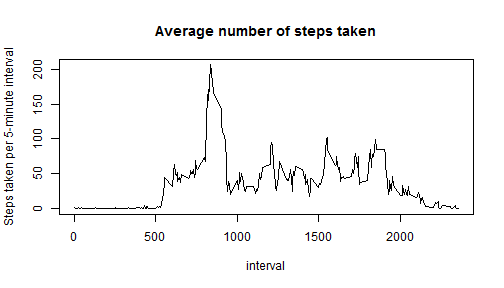 Average number of steps taken
Steps taken per 5-minute interval
200
150
100
50
0
0 500 1000 1500 2000
interval